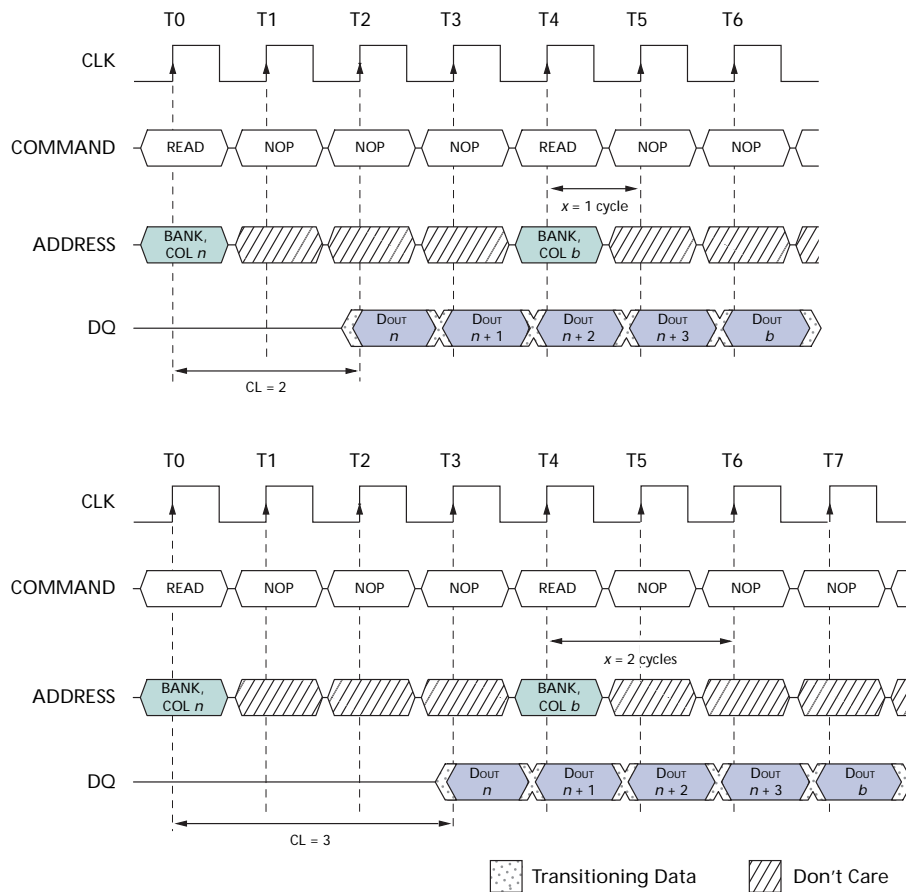 T0 T1 T2 T3 T4 T5 T6
CLK
COMMAND READ NOP NOP NOP READ NOP NOP
x = 1 cycle
ADDRESS BANK, COL n BANK, COL b
DQ DOUT n DOUT n + 1 DOUT n + 2 DOUT n + 3 DOUT b
CL = 2
T0 T1 T2 T3 T4 T5 T6 T7
CLK
COMMAND READ NOP NOP NOP READ NOP NOP NOP
x = 2 cycles
ADDRESS BANK, COL n BANK, COL b
DQ DOUT n DOUT n + 1 DOUT n + 2 DOUT n + 3 DOUT b
CL = 3
Transitioning Data Don't Care